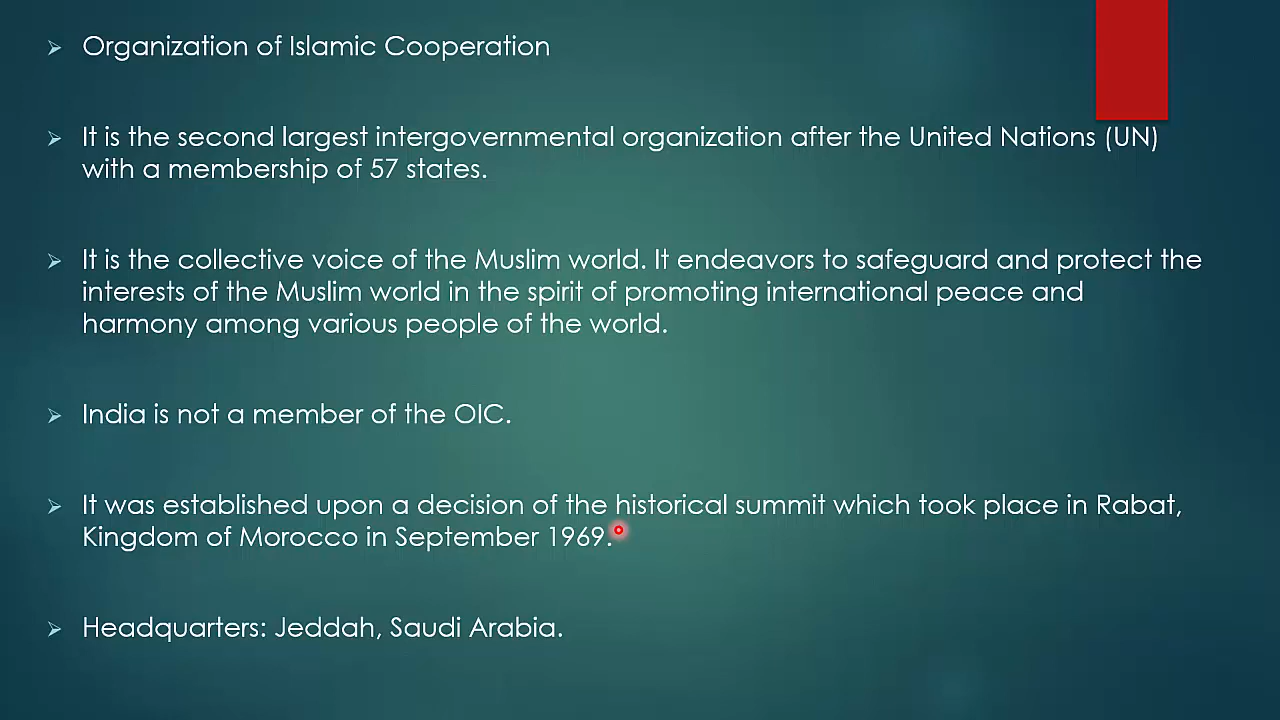 Organization of Islamic Cooperation
It is the second largest intergovernmental organization after the United Nations (UN)
with a membership of 57 states.
It is the collective voice of the Muslim world. It endeavors to safeguard and protect the
interests of the Muslim world in the spirit of promoting international peace and
harmony among various people of the world.
India is not a member of the OIC.
It was established upon a decision of the historical summit which took place in Rabat,
Kingdom of Morocco in September 1969.
Headquarters: Jeddah, Saudi Arabia.